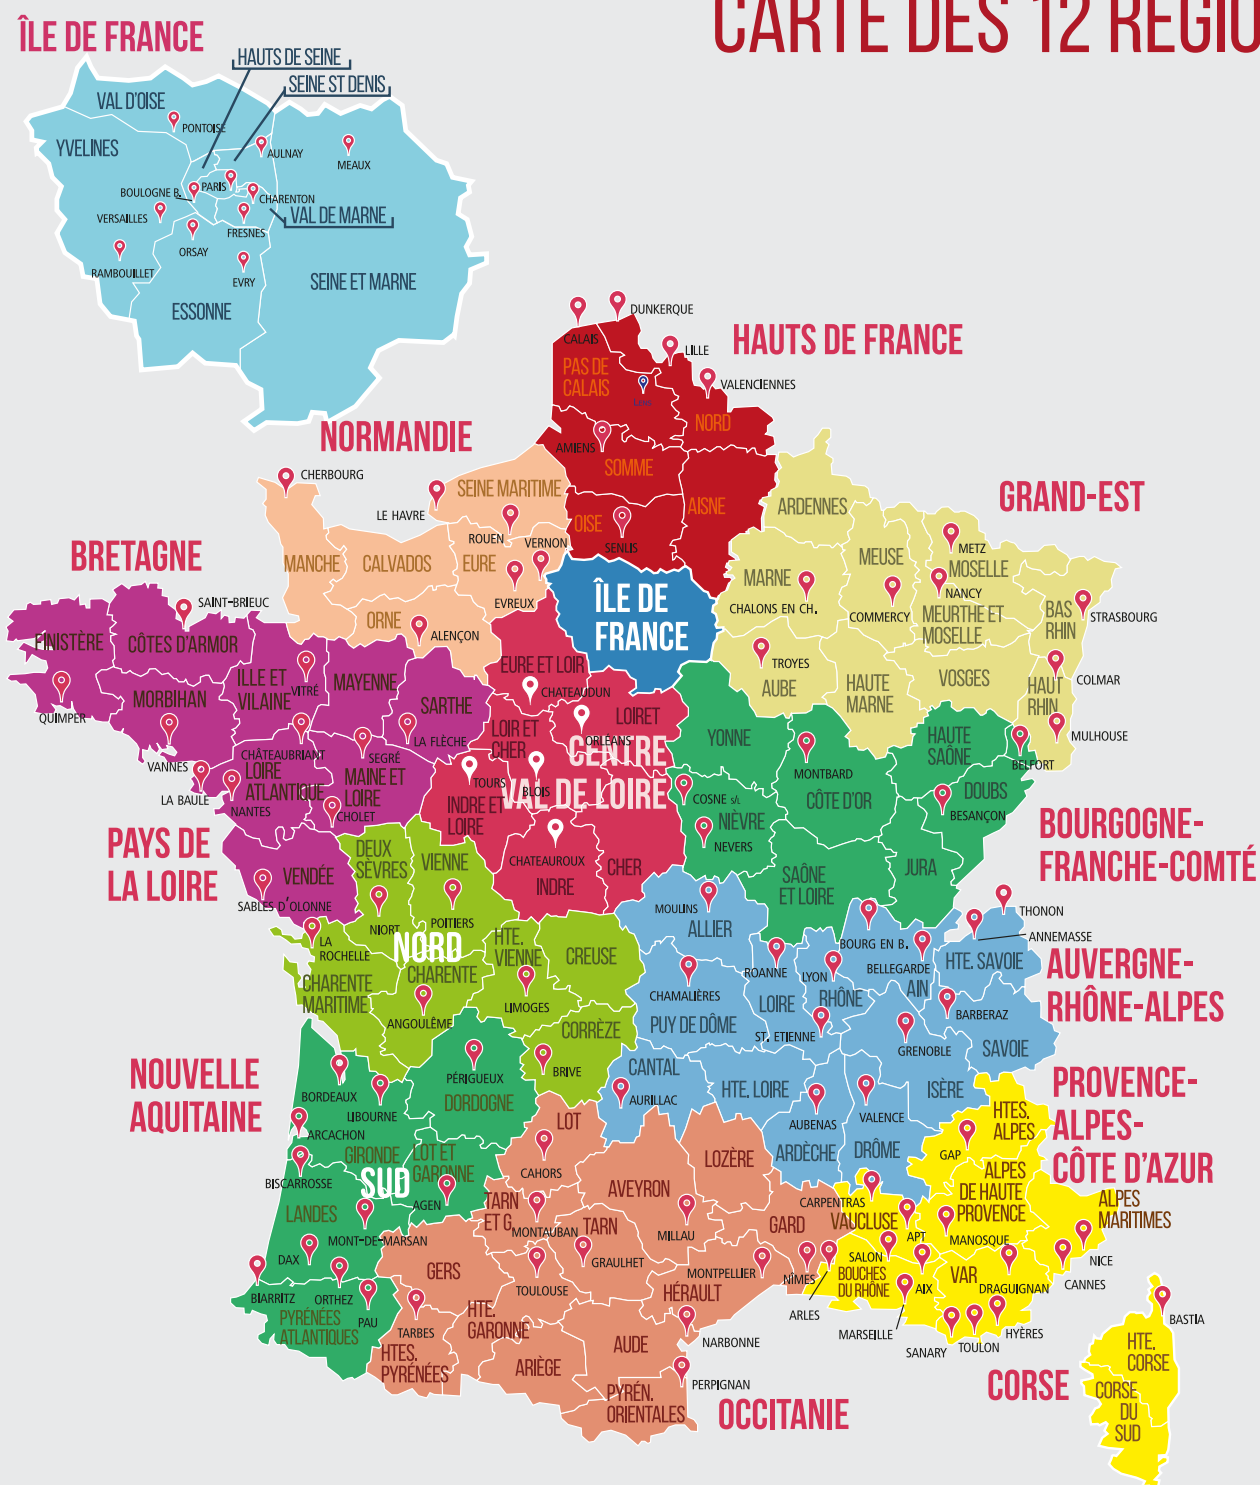 CARTE DES 12 RÉGIO
ÎLE DE FRANCE
HAUTS DE SEINE
SEINE ST DENIS
VAL D'OISE
PONTOISE
YVELINES
AULNAY
MEAUX
BOULOGNE B.
PARIS
CHARENTON
VERSAILLES
VAL DE MARNE
FRESNES
ORSAY
RAMBOUILLET
EVRY
SEINE ET MARNE
ESSONNE
HAUTS DE FRANCE
DUNKERQUE
CALAIS
LILLE
PAS DE
CALAIS
VALENCIENNES
NORD
AMIENS
SOMME
OISE
AISNE
SENLIS
NORMANDIE
CHERBOURG
SEINE MARITIME
LE HAVRE
ROUEN
VERNON
MANCHE
CALVADOS
EURE
EVREUX
ORNE
ALENÇON
ÎLE DE
FRANCE
GRAND-EST
ARDENNES
METZ
MEUSE
MOSELLE
MARNE
NANCY
CHALONS EN CH.
COMMERCY
MEURTHE ET
MOSELLE
BAS
RHIN
STRASBOURG
TROYES
AUBE
HAUTE
MARNE
VOSGES
HAUT
RHIN
COLMAR
MULHOUSE
BRETAGNE
SAINT-BRIEUC
FINISTÈRE
CÔTES D'ARMOR
ILLE ET
VILAINE
VITRÉ
MORBIHAN
QUIMPER
VANNES
MAYENNE
SARTHE
LA FLÈCHE
CHÂTEAUBRIANT
SEGRÉ
LA BAULE
LOIRE
ATLANTIQUE
NANTES
MAINE ET
LOIRE
CHOLET
PAYS DE
LA LOIRE
VENDÉE
SABLES D'OLONNE
EURE ET LOIR
CHATEAUDUN
LOIR ET
CHER
LOIRET
ORLÉANS
CENTRE
VAL DE LOIRE
TOURS
BLOIS
INDRE ET
LOIRE
CHATEAUROUX
INDRE
CHER
YONNE
MONTBARD
HAUTE
SAÔNE
BELFORT
COSNE s/L
CÔTE D'OR
DOUBS
BESANÇON
NIÈVRE
NEVERS
SAÔNE
ET LOIRE
JURA
BOURGOGNE-
FRANCHE-COMTÉ
DEUX
SÈVRES
VIENNE
NIORT
POITIERS
LA
ROCHELLE
NORD
HTE.
VIENNE
CREUSE
CHARENTE
MARITIME
CHARENTE
ANGOULÊME
LIMOGES
CORRÈZE
BRIVE
NOUVELLE
AQUITAINE
BORDEAUX
LIBOURNE
PÉRIGUEUX
DORDOGNE
ARCACHON
GIRONDE
LOT ET
GARONNE
BISCARROSSE
SUD
AGEN
LANDES
MONT-DE-MARSAN
DAX
BIARRITZ
ORTHEZ
PAU
PYRÉNÉES
ATLANTIQUES
MOULINS
ALLIER
BOURG EN B.
THONON
ANNEMASSE
ROANNE
LYON
BELLEGARDE
AIN
HTE. SAVOIE
CHAMALIÈRES
LOIRE
RHÔNE
BARBERAZ
PUY DE DÔME
ST. ETIENNE
GRENOBLE
SAVOIE
AUVERGNE-
RHÔNE-ALPES
CANTAL
AURILLAC
HTE. LOIRE
ISÈRE
AUBENAS
VALENCE
ARDÈCHE
DRÔME
PROVENCE-
ALPES-
CÔTE D'AZUR
HTES.
ALPES
GAP
ALPES
DE HAUTE
PROVENCE
CARPENTRAS
VAUCLUSE
APT
MANOSQUE
ALPES
MARITIMES
SALON
NICE
BOUCHES
DU RHÔNE
AIX
VAR
DRAGUIGNAN
CANNES
ARLES
MARSEILLE
SANARY
TOULON
HYÈRES
LOT
CAHORS
LOZÈRE
AVEYRON
TARN
ET G.
MONTAUBAN
TARN
MILLAU
GARD
GRAULHET
MONTPELLIER
NÎMES
GERS
TOULOUSE
HÉRAULT
HTE.
GARONNE
TARBES
NARBONNE
AUDE
HTES.
PYRÉNÉES
ARIÈGE
PERPIGNAN
PYRÉN.
ORIENTALES
OCCITANIE
CORSE
BASTIA
HTE.
CORSE
CORSE
DU
SUD